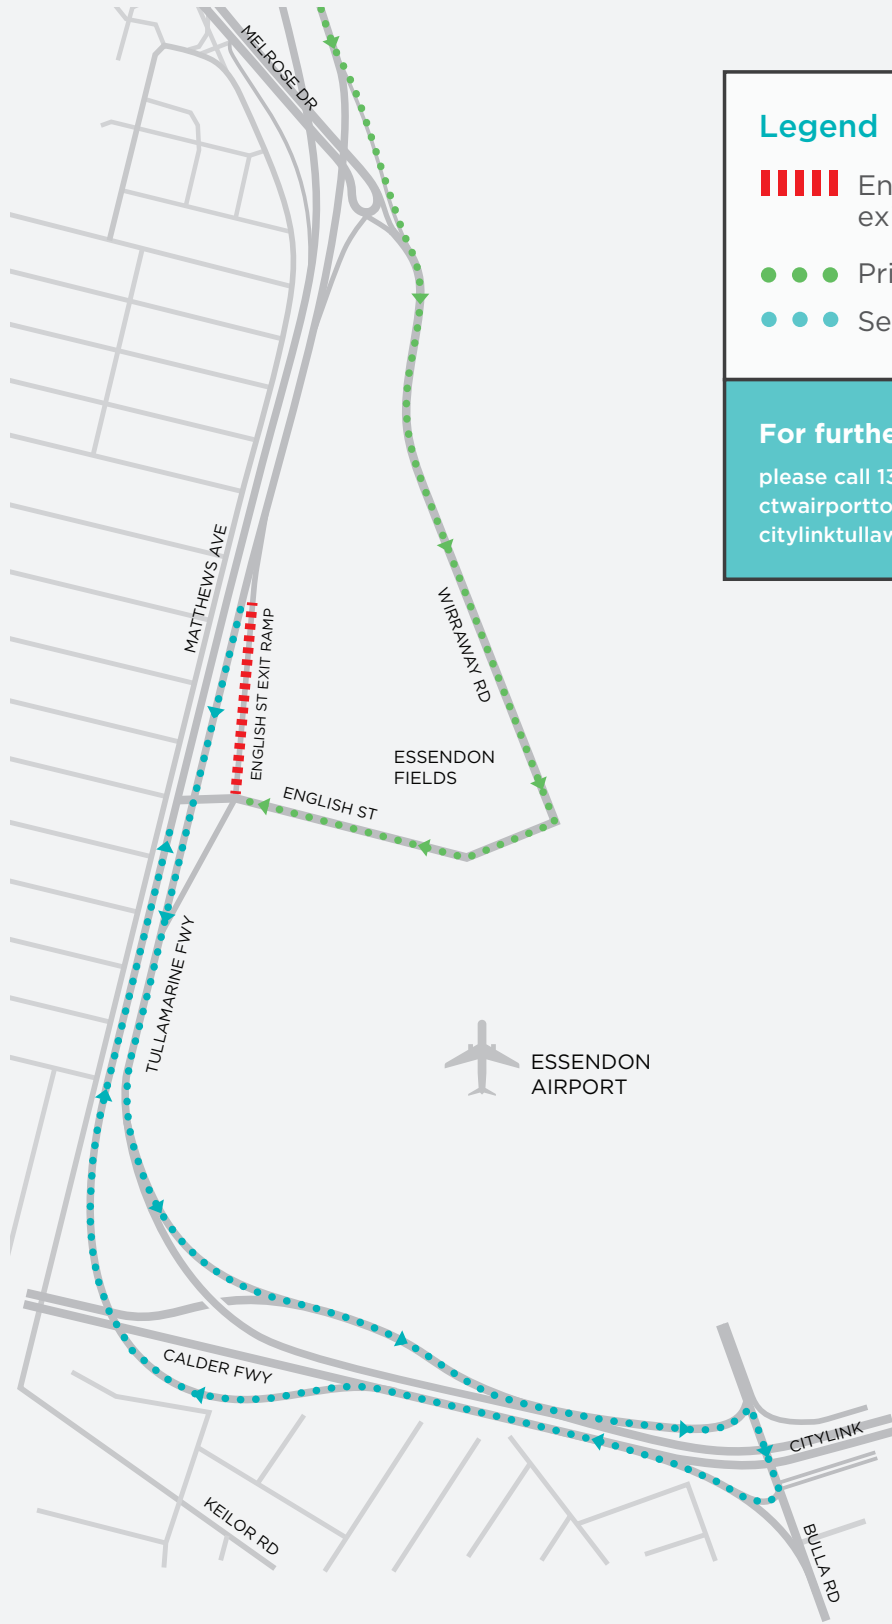 MELROSE DR
Legend
En
ex
Pri
Se
For furthe
please call 13
ctwairportto
citylinktullaw
MATTHEWS AVE
ENGLISH ST EXIT RAMP
WIRRAWAY RD
ESSENDON
FIELDS
ENGLISH ST
TULLAMARINE FWY
ESSENDON
AIRPORT
CALDER FWY
CITYLINK
KEILOR RD
BULLA RD